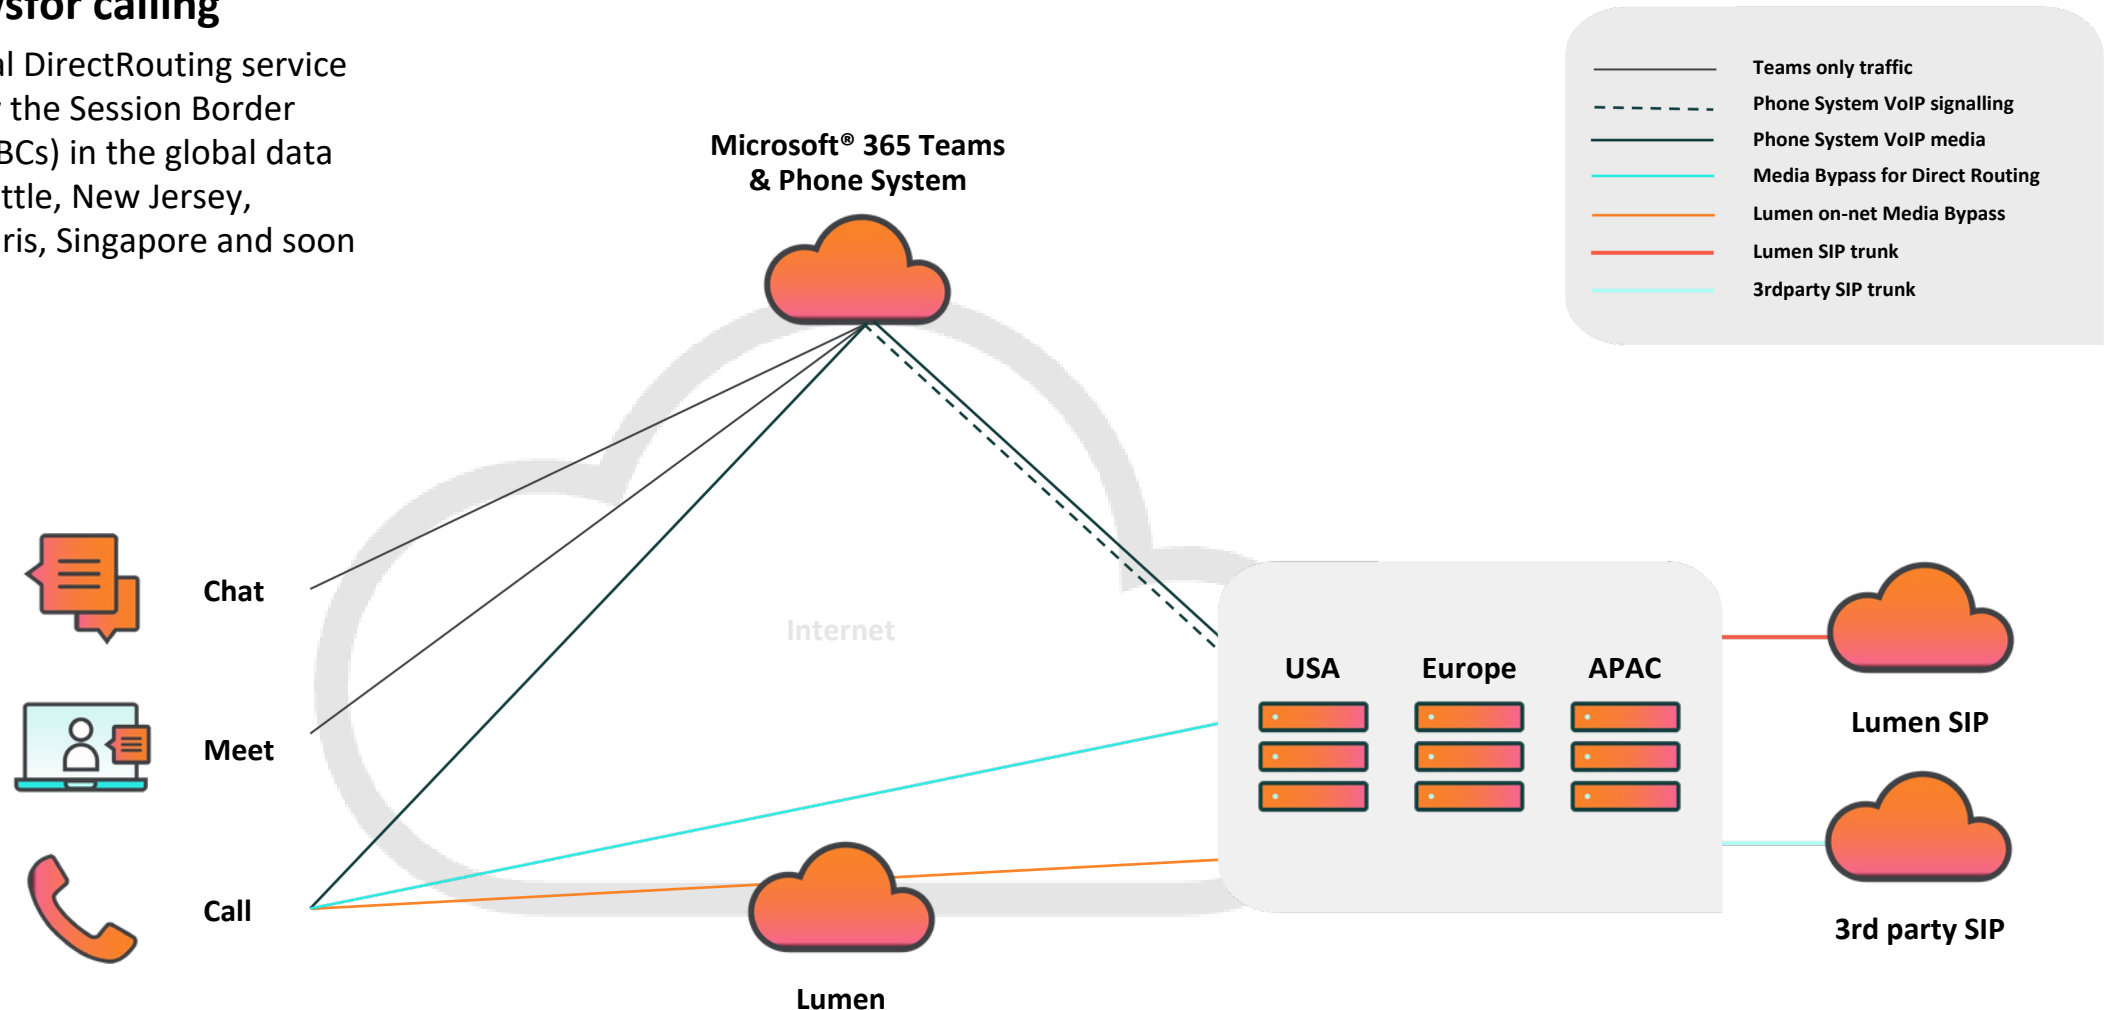 sfor calling
al DirectRouting service
the Session Border
BCs) in the global data
ttle, New Jersey,
ris, Singapore and soon
Teams only traffic
Phone System VoIP signalling
Phone System VoIP media
Media Bypass for Direct Routing
Lumen on-net Media Bypass
Lumen SIP trunk
3rdparty SIP trunk
Microsoft® 365 Teams
& Phone System
Chat
Internet
Meet
Call
Lumen
USA
Europe
APAC
Lumen SIP
3rd party SIP